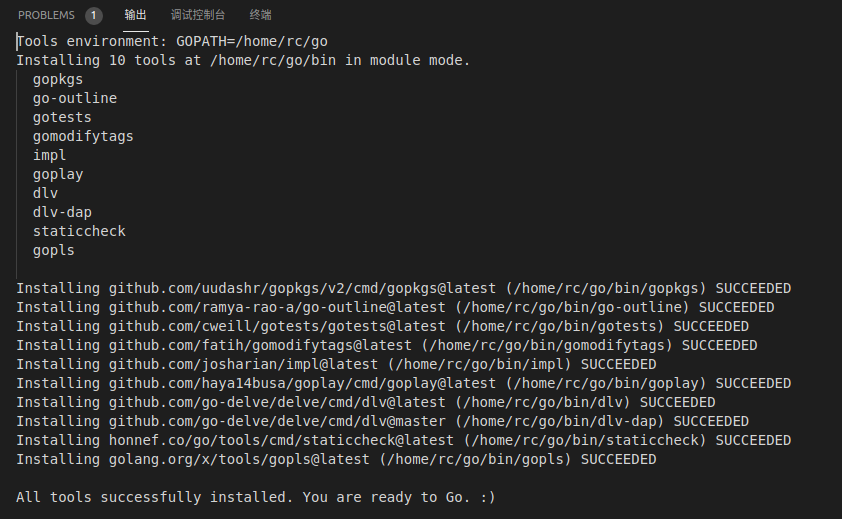 PROBLEMS 1 输出 调试控制台 终端
Tools environment: GOPATH=/home/rc/go
Installing 10 tools at /home/rc/go/bin in module mode.
gopkgs
go-outline
gotests
gomodifytags
impl
goplay
dlv
dlv-dap
staticcheck
gopls
Installing github.com/uudashr/gopkgs/v2/cmd/gopkgs@latest (/home/rc/go/bin/gopkgs) SUCCEEDED
Installing github.com/ramya-rao-a/go-outline@latest (/home/rc/go/bin/go-outline) SUCCEEDED
Installing github.com/cweill/gotests/gotests@latest (/home/rc/go/bin/gotests) SUCCEEDED
Installing github.com/fatih/gomodifytags@latest (/home/rc/go/bin/gomodifytags) SUCCEEDED
Installing github.com/josharian/impl@latest (/home/rc/go/bin/impl) SUCCEEDED
Installing github.com/haya14busa/goplay/cmd/goplay@latest (/home/rc/go/bin/goplay) SUCCEEDED
Installing github.com/go-delve/delve/cmd/dlv@latest (/home/rc/go/bin/dlv) SUCCEEDED
Installing github.com/go-delve/delve/cmd/dlv@master (/home/rc/go/bin/dlv-dap) SUCCEEDED
Installing honnef.co/go/tools/cmd/staticcheck@latest (/home/rc/go/bin/staticcheck) SUCCEEDED
Installing golang.org/x/tools/gopls@latest (/home/rc/go/bin/gopls) SUCCEEDED
All tools successfully installed. You are ready to Go. :)